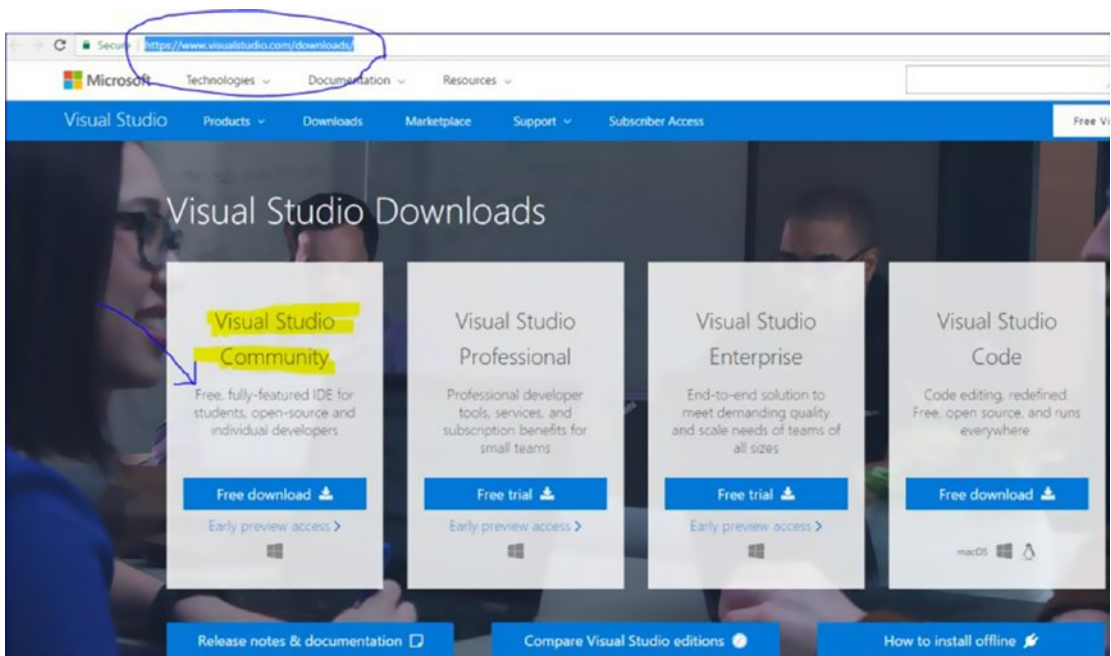 Secure https://www.visualstudio.com/downloads/
Microsoft Technologies Documentation Resources
Visual Studio Products Downloads Marketplace Support Subscriber Access Free
Visual Studio Downloads
Visual Studio
Community
Free, fully-featured IDE for
students, open-source and
individual developers
Free download
Early preview access >
Visual Studio
Professional
Professional developer
tools, services, and
subscription benefits for
small teams
Free trial
Early preview access >
Visual Studio
Enterprise
End-to-end solution to
meet demanding quality
and scale needs of teams of
all sizes
Free trial
Early preview access >
Visual Studio
Code
Code editing, redefined.
Free, open source, and runs
everywhere
Free download
macOS
Release notes & documentation Compare Visual Studio editions How to install offline